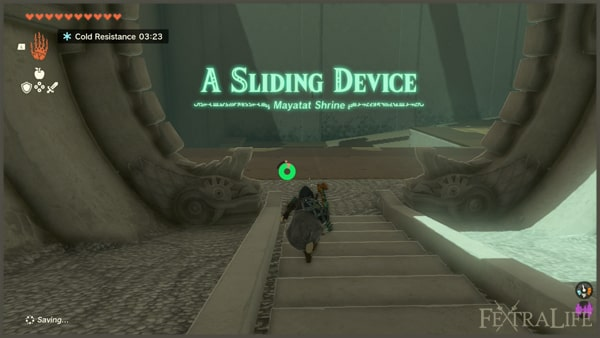 Cold Resistance 03:23
A SLIDING DEVICE
Mayatat Shrine
Saving...
FEXTRALIFE